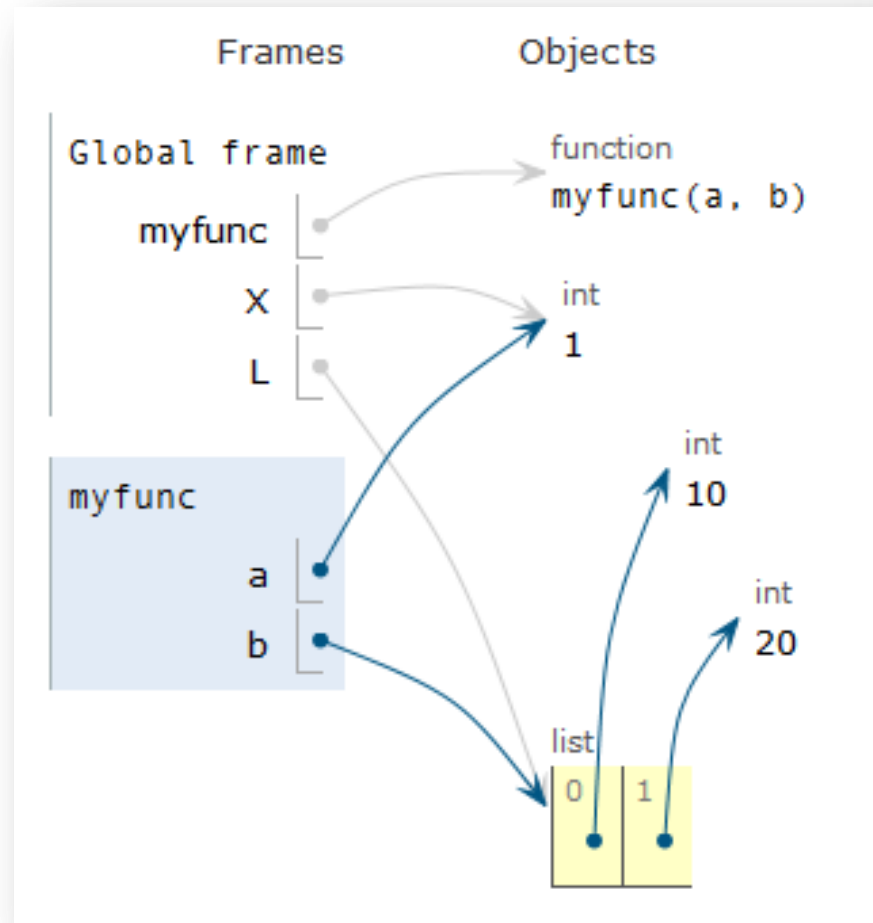 Frames Objects
Global frame
function
myfunc(a, b)
myfunc
int
X
1
L
int
10
myfunc
a
int
20
b
list
0 1